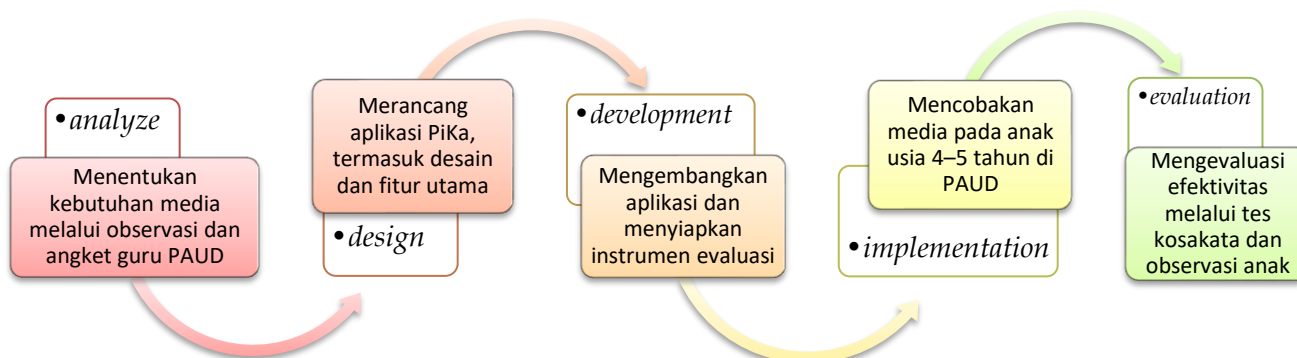 •analyze
Menentukan
kebutuhan media
melalui observasi dan
angket guru PAUD
Merancang
aplikasi PiKa,
termasuk desain
dan fitur utama
•design
•development
Mengembangkan
aplikasi dan
menyiapkan
instrumen evaluasi
Mencobakan
media pada anak
usia 4–5 tahun di
PAUD
•implementation
•evaluation
Mengevaluasi
efektivitas
melalui tes
kosakata dan
observasi anak